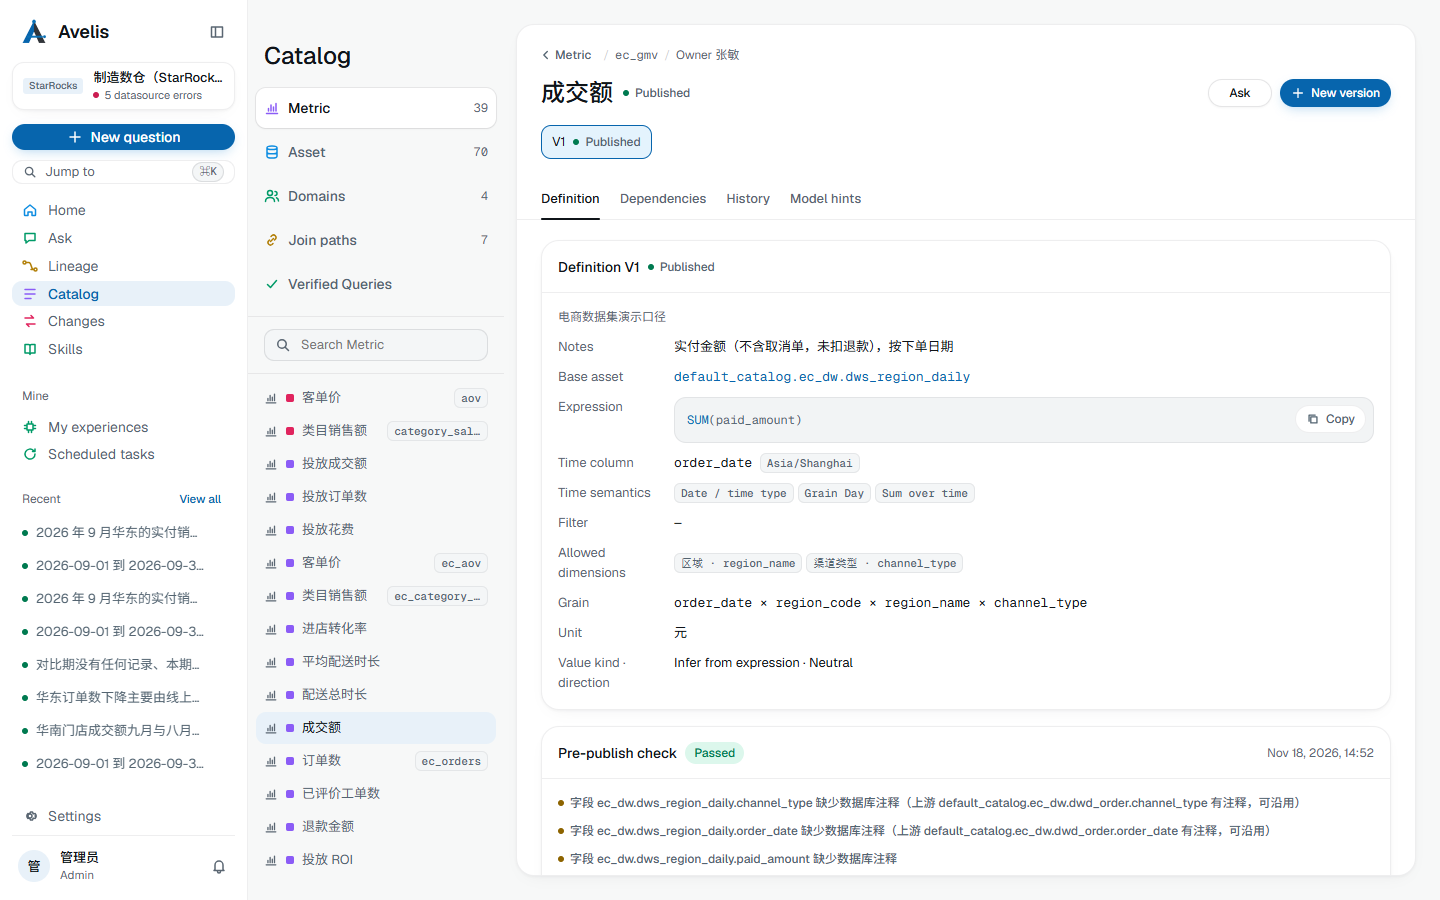 Avelis
StarRocks
制造数仓（StarRock...
5 datasource errors
New question
Jump to
⌘K
Home
Ask
Lineage
Catalog
Changes
Skills
Mine
My experiences
Scheduled tasks
Recent
View all
2026 年 9 月华东的实付销...
2026-09-01 到 2026-09-3...
2026 年 9 月华东的实付销...
2026-09-01 到 2026-09-3...
对比期没有任何记录、本期...
华东订单数下降主要由线上...
华南门店成交额九月与八月...
2026-09-01 到 2026-09-3...
Settings
管
管理员
Admin
Catalog
Metric 39
Asset 70
Domains 4
Join paths 7
Verified Queries
Search Metric
客单价 aov
类目销售额 category_sal…
投放成交额
投放订单数
投放花费
客单价 ec_aov
类目销售额 ec_category_…
进店转化率
平均配送时长
配送总时长
成交额
订单数 ec_orders
已评价工单数
退款金额
投放 ROI
Metric / ec_gmv / Owner 张敏
成交额 Published
Ask
New version
V1 Published
Definition
Dependencies
History
Model hints
Definition V1 Published
电商数据集演示口径
Notes 实付金额（不含取消单，未扣退款），按下单日期
Base asset default_catalog.ec_dw.dws_region_daily
Expression SUM(paid_amount) Copy
Time column order_date Asia/Shanghai
Time semantics Date / time type Grain Day Sum over time
Filter —
Allowed dimensions 区域 · region_name 渠道类型 · channel_type
Grain order_date × region_code × region_name × channel_type
Unit 元
Value kind · direction Infer from expression · Neutral
Pre-publish check Passed Nov 18, 2026, 14:52
字段 ec_dw.dws_region_daily.channel_type 缺少数据库注释（上游 default_catalog.ec_dw.dwd_order.channel_type 有注释，可沿用）
字段 ec_dw.dws_region_daily.order_date 缺少数据库注释（上游 default_catalog.ec_dw.dwd_order.order_date 有注释，可沿用）
字段 ec_dw.dws_region_daily.paid_amount 缺少数据库注释